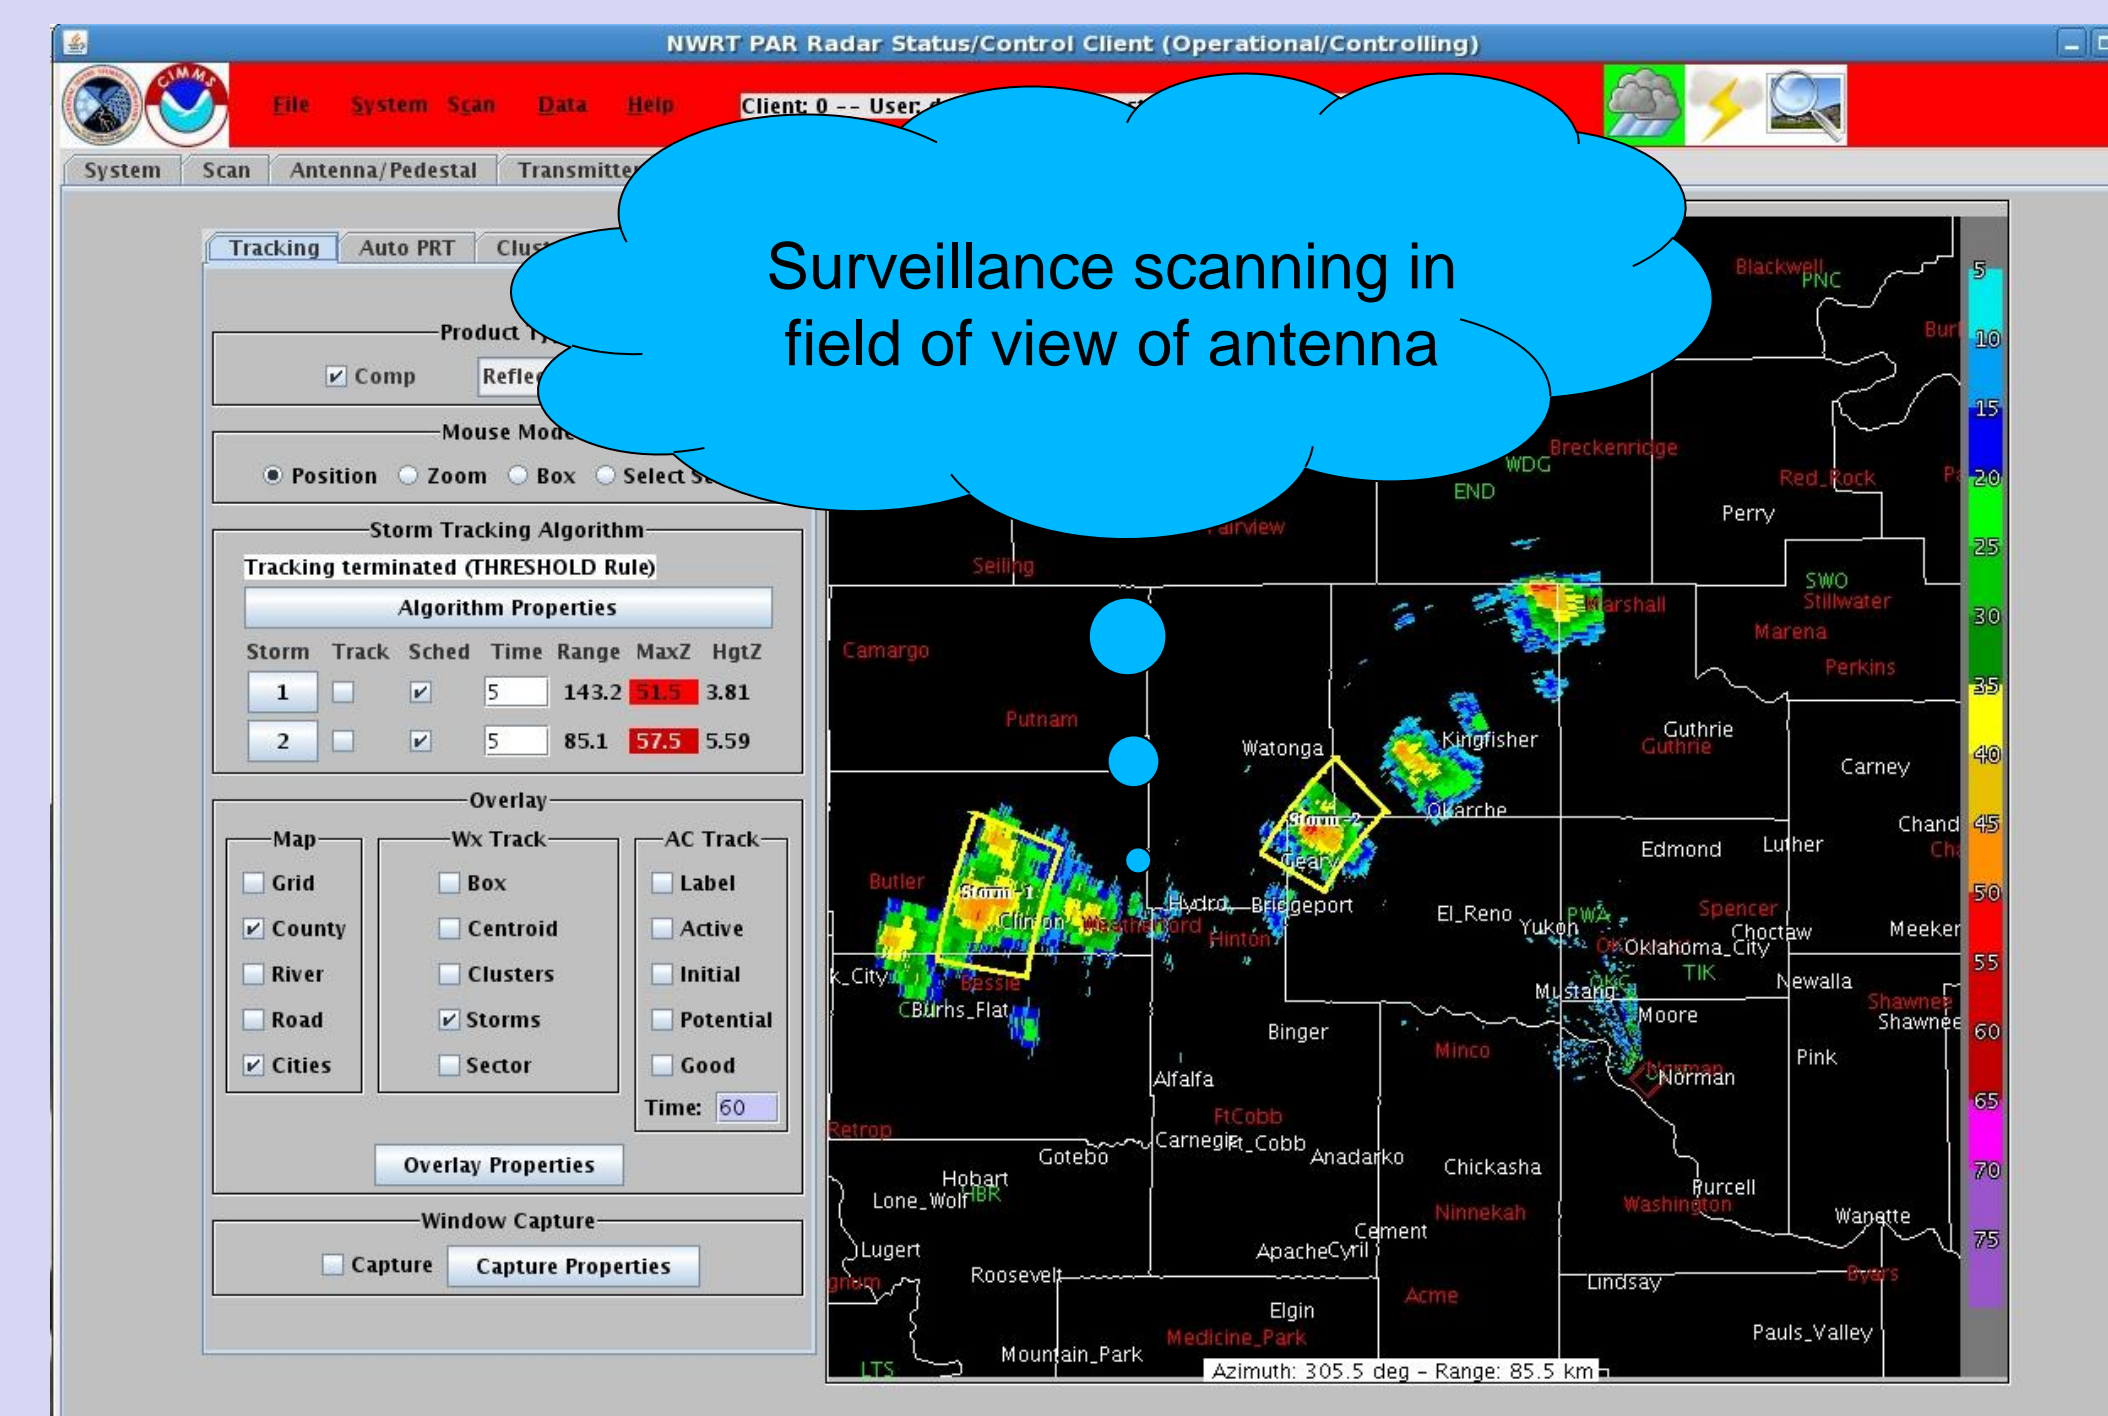 NWRT PAR Radar Status/Control Client (Operational/Controlling)
CIMMS
File System Scan Data Help Client: 0 -- User:
System Scan Antenna/Pedestal
Surveillance scanning in
field of view of antenna
Tracking Auto PRT
Comp
Mouse
Position Zoom Box Select
Storm Tracking Algorithm
Tracking terminated (THRESHOLD Rule)
Algorithm Properties
Storm Track Sched Time Range MaxZ HgtZ
1 5 143.2 51.5 3.81
2 5 85.1 57.5 5.59
Overlay
Map Wx Track AC Track
Grid Box Label
County Centroid Active
River Clusters Initial
Road Storms Potential
Cities Sector Good
Time: 60
Overlay Properties
Window Capture
Capture Capture Properties
Blackwell
PNC
Breckenridge
WDG
END
Red_Rock
Perry
Fairview
Seiling
SWO
Stillwater
Marshall
Marena
Perkins
Camargo
Putnam
Watonga
Kingfisher
Guthrie
Guthrie
Carney
Okarche
Storm-2
Geary
Edmond
Luther
Butler
Storm-1
Clinton
Weatherford
Hydro
Bridgeport
Hinton
El_Reno
Yukon
PWA
Spencer
Choctaw
Meeker
Oklahoma_City
TIK
Bessie
Burns_Flat
Mustang
OKC
Newalla
Shawnee
Shawnee
Moore
Binger
Minco
Pink
Norman
Norman
Alfalfa
FtCobb
Retrop
Carnegie
Ft_Cobb
Gotebo
Anadarko
Chickasha
Hobart
HBR
Lone_Wolf
Purcell
Washington
Ninnekah
Wanette
Cement
Lugert
Apache
Cyril
Roosevelt
Lindsay
Byars
Acme
Elgin
Medicine_Park
Pauls_Valley
Mountain_Park
LTS
Azimuth: 305.5 deg - Range: 85.5 km
5
10
15
20
25
30
35
40
45
50
55
60
65
70
75